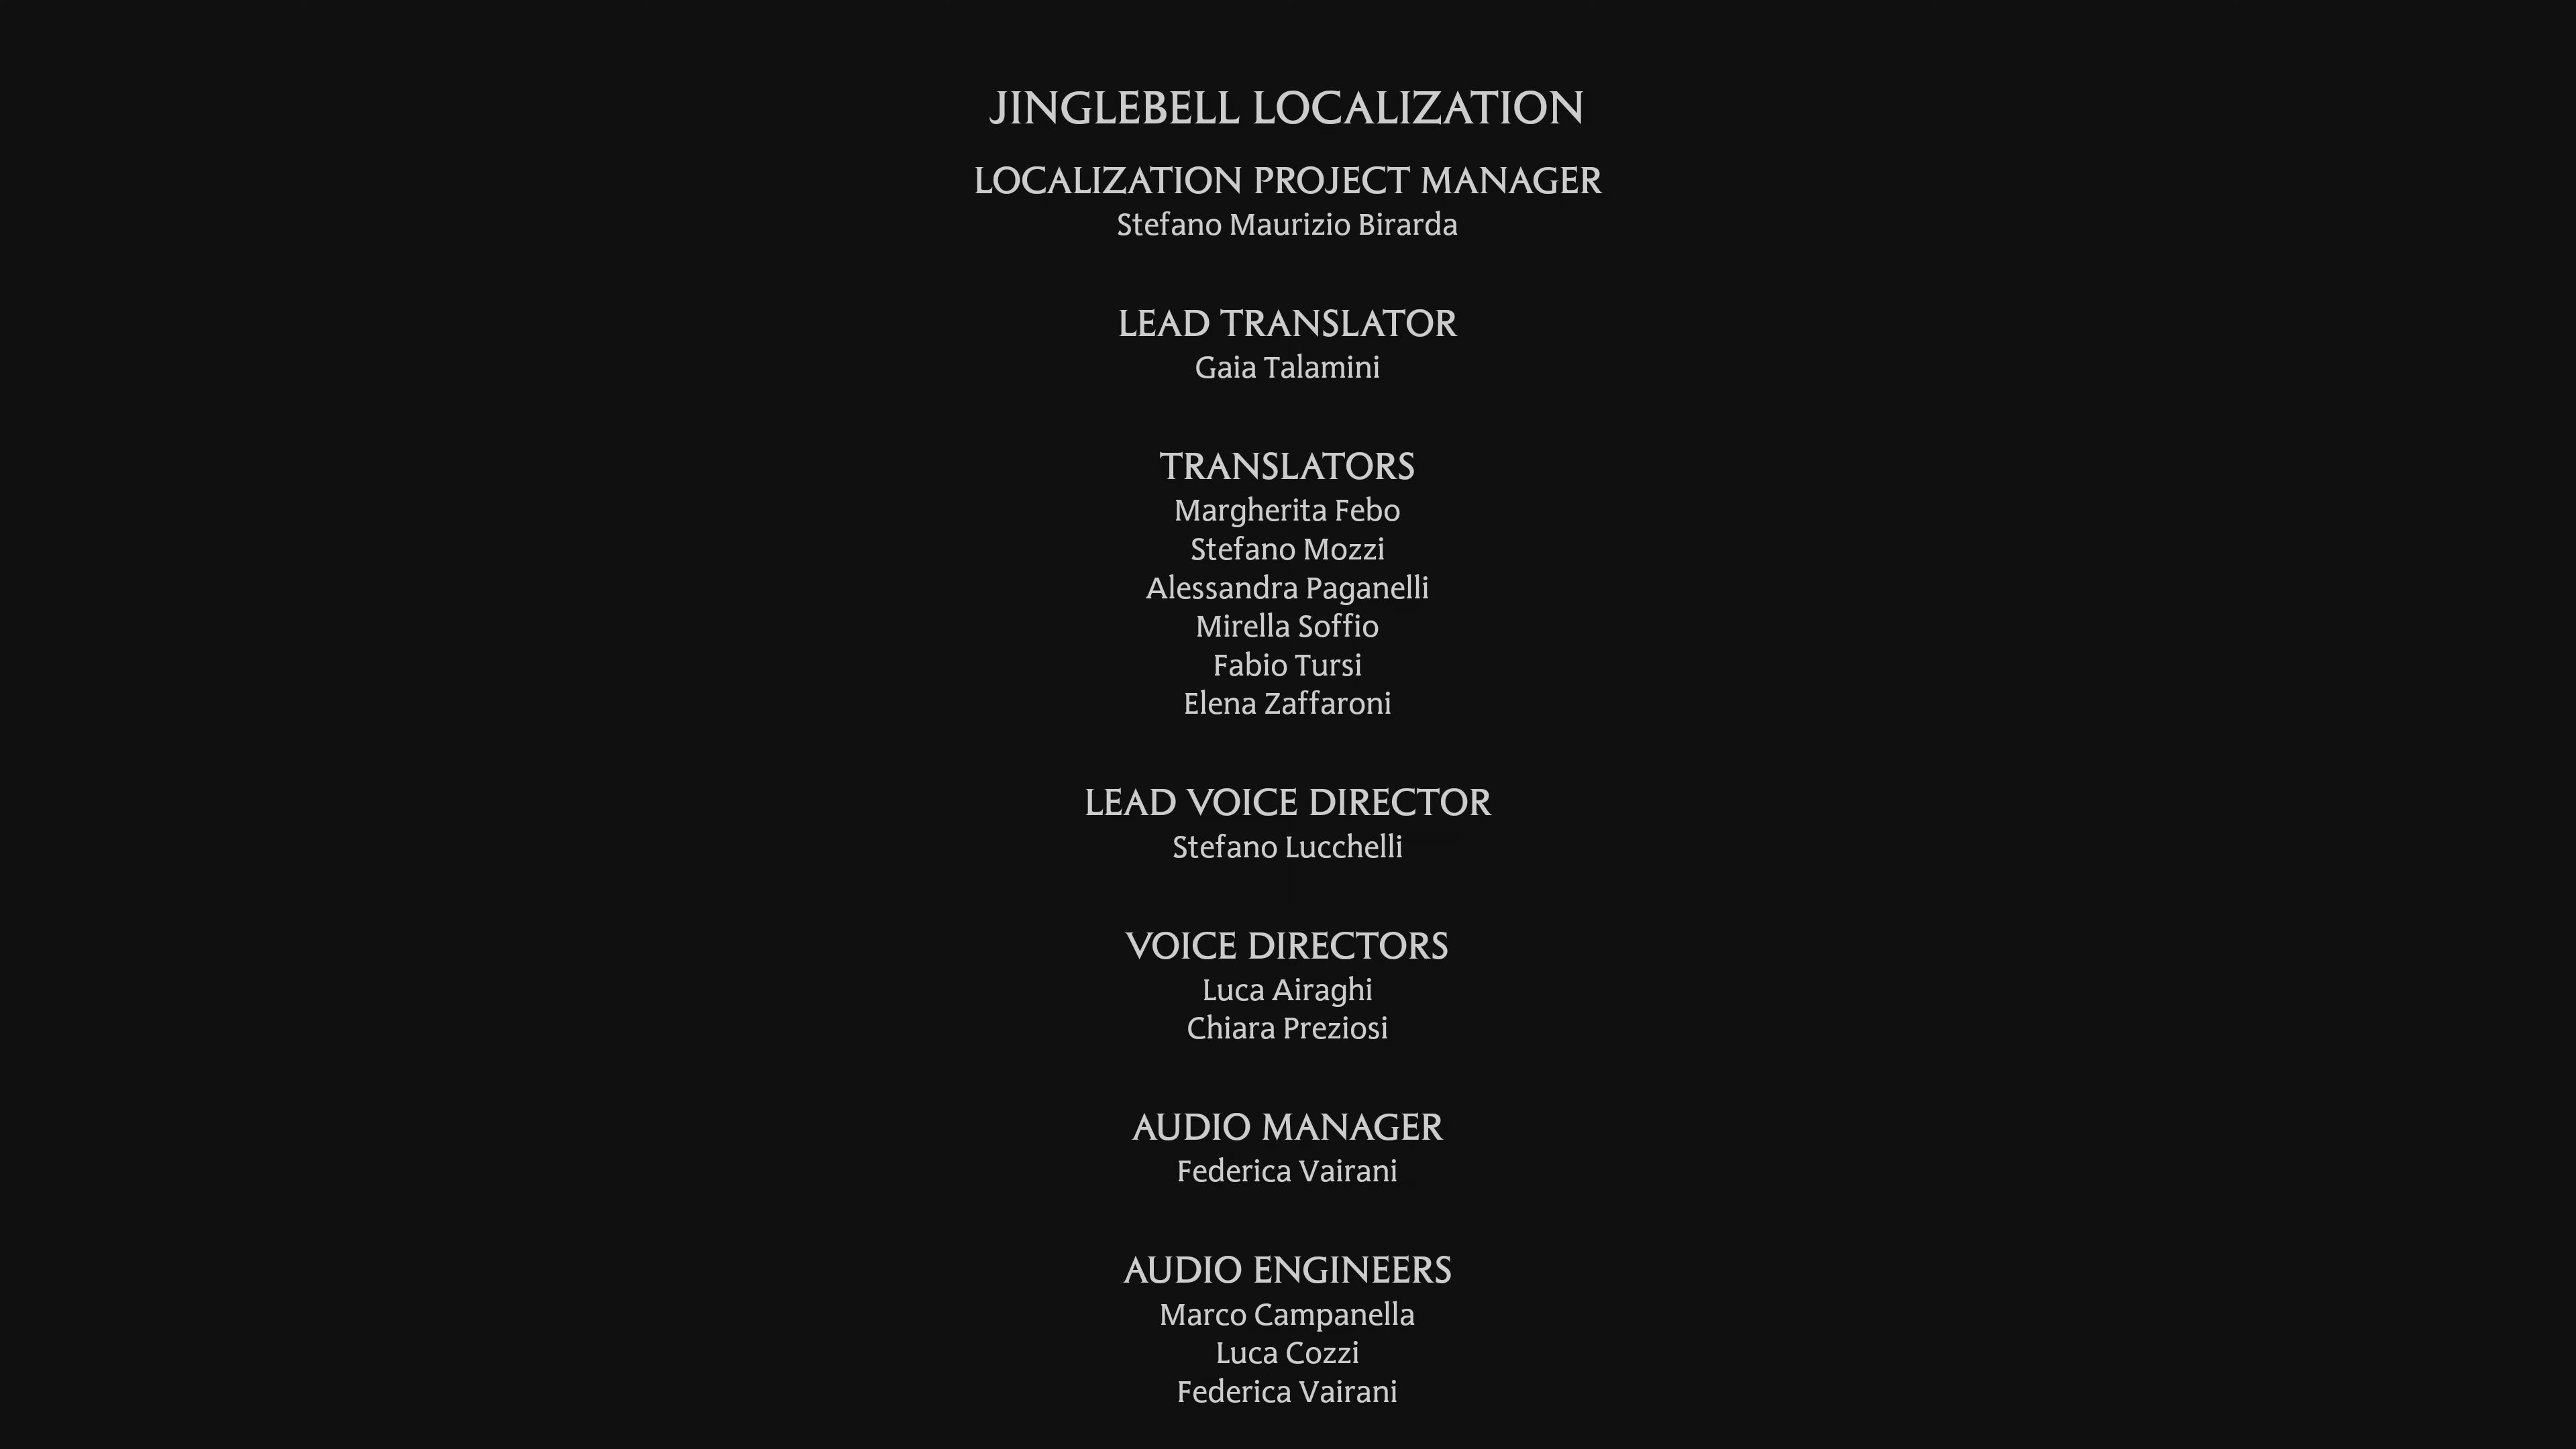 JINGLEBELL LOCALIZATION
LOCALIZATION PROJECT MANAGER
Stefano Maurizio Birarda
LEAD TRANSLATOR
Gaia Talamini
TRANSLATORS
Margherita Febo
Stefano Mozzi
Alessandra Paganelli
Mirella Soffio
Fabio Tursi
Elena Zaffaroni
LEAD VOICE DIRECTOR
Stefano Lucchelli
VOICE DIRECTORS
Luca Airaghi
Chiara Preziosi
AUDIO MANAGER
Federica Vairani
AUDIO ENGINEERS
Marco Campanella
Luca Cozzi
Federica Vairani